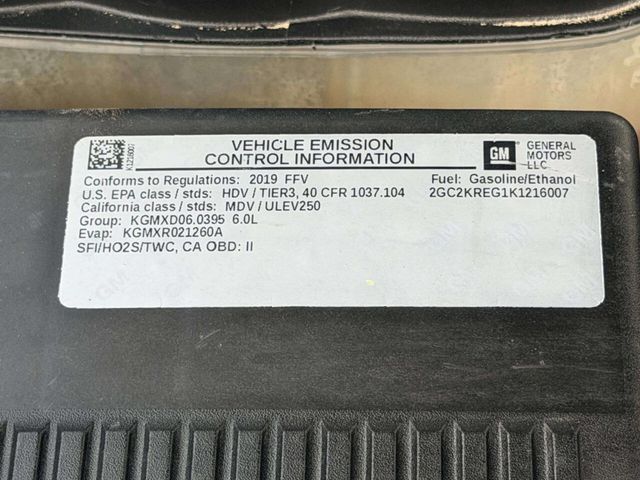 K1216007
VEHICLE EMISSION
CONTROL INFORMATION
GM
GENERAL
MOTORS
LLC
Conforms to Regulations: 2019 FFV
Fuel: Gasoline/Ethanol
U.S. EPA class / stds: HDV / TIER3, 40 CFR 1037.104
2GC2KREG1K1216007
California class / stds: MDV / ULEV250
Group: KGMXD06.0395 6.0L
Evap: KGMXR021260A
SFI/HO2S/TWC, CA OBD: II